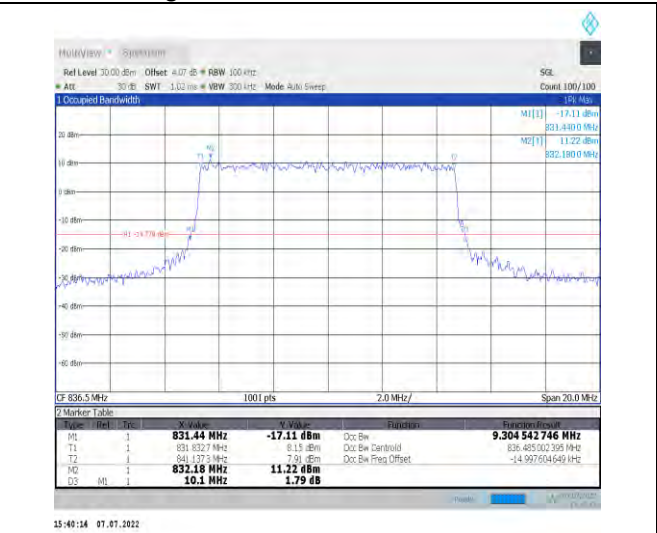 MultiView Spectrum
Ref Level 30.00 dBm Offset 4.07 dB RBW 100 kHz SGL
Att 30 dB SWT 1.02 ms VBW 300 kHz Mode Auto Sweep Count 100/100
1 Occupied Bandwidth 1Pk Max
M1[1] -17.11 dBm
831.4400 MHz
20 dBm M2[1] 11.22 dBm
832.1800 MHz
M2
T1 T2
10 dBm
0 dBm
-10 dBm
-20 dBm
-30 dBm
-40 dBm
-50 dBm
-60 dBm
CF 836.5 MHz 1001 pts 2.0 MHz/ Span 20.0 MHz
2 Marker Table
Type Ref Trc X-Value Y-Value Function Function Result
M1 1 831.44 MHz -17.11 dBm Occ Bw 9.304 542 746 MHz
T1 1 831.8327 MHz 8.15 dBm Occ Bw Centroid 836.485 002 395 MHz
T2 1 841.1373 MHz 7.91 dBm Occ Bw Freq Offset -14.997 604 649 kHz
M2 1 832.18 MHz 11.22 dBm
D3 M1 1 10.1 MHz 1.79 dB
15:40:14 07.07.2022